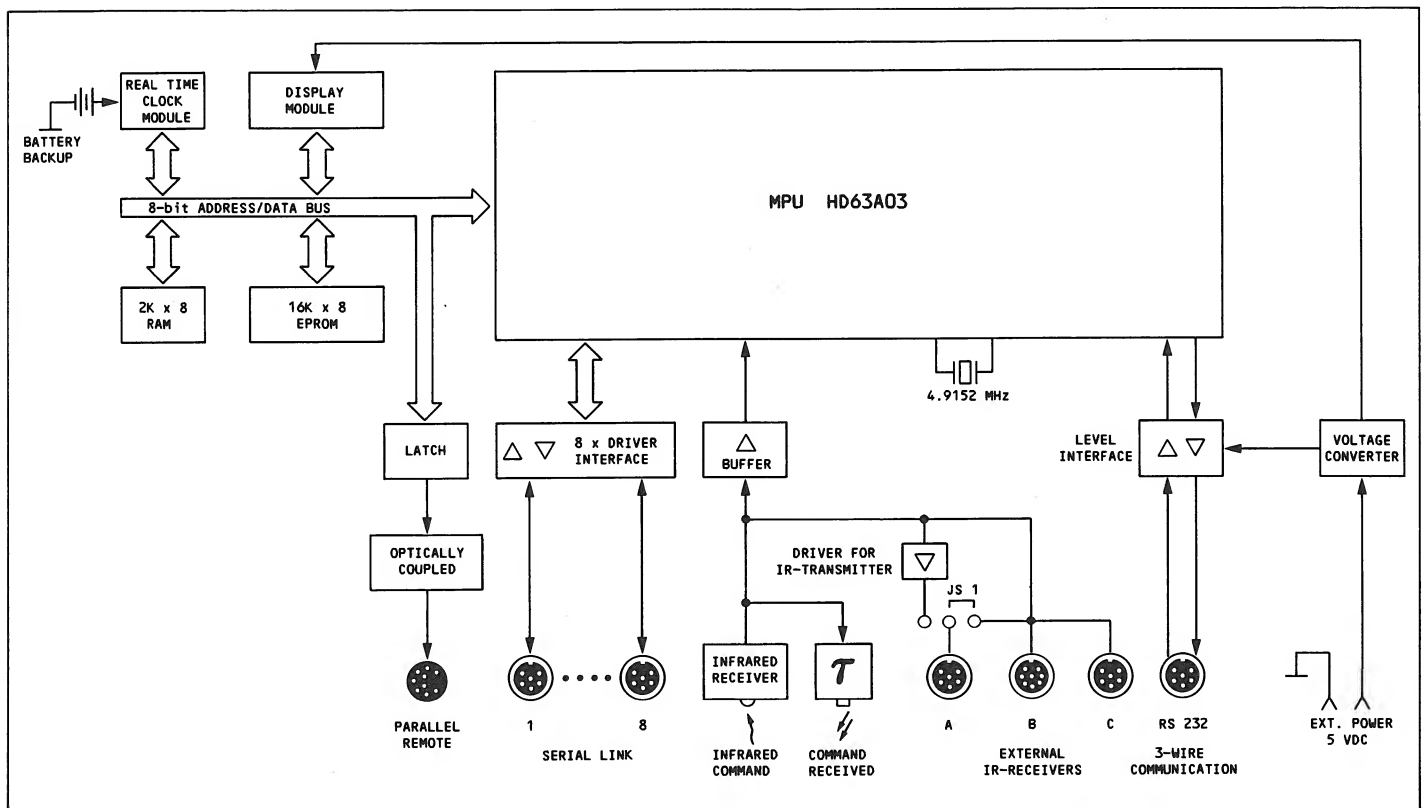 REAL TIME
CLOCK
MODULE
DISPLAY
MODULE
BATTERY
BACKUP
8-bit ADDRESS/DATA BUS
MPU HD63A03
2K x 8
RAM
16K x 8
EPROM
4.9152 MHz
LATCH
8 x DRIVER
INTERFACE
BUFFER
LEVEL
INTERFACE
VOLTAGE
CONVERTER
OPTICALLY
COUPLED
DRIVER FOR
IR-TRANSMITTER
JS 1
INFRARED
RECEIVER
τ
PARALLEL
REMOTE
1
8
SERIAL LINK
INFRARED
COMMAND
COMMAND
RECEIVED
A
B
C
EXTERNAL
IR-RECEIVERS
RS 232
3-WIRE
COMMUNICATION
EXT. POWER
5 VDC